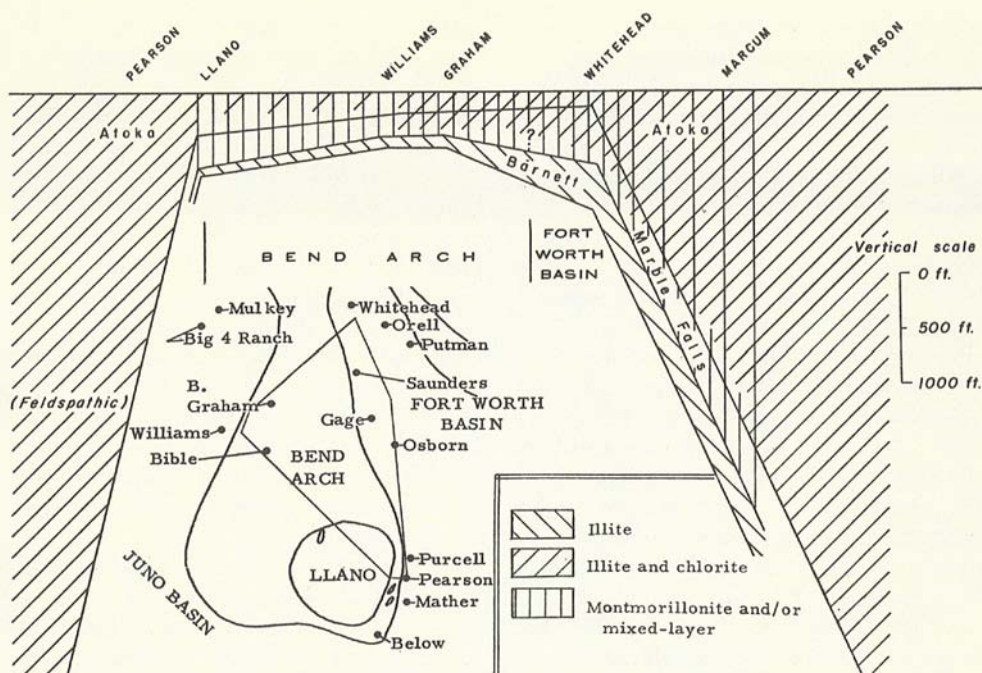 PEARSON
LLANO
WILLIAMS
GRAHAM
WHITEHEAD
MARCUM
PEARSON
Atoka
?
Atoka
Barnett
Marble
Falls
BEND ARCH
FORT
WORTH
BASIN
Vertical scale
0 ft.
500 ft.
1000 ft.
(Feldspathic)
Mulkey
Big 4 Ranch
Whitehead
Orell
Putman
Saunders
FORT WORTH
BASIN
B.
Graham
Gage
Williams
Osborn
Bible
BEND
ARCH
JUNO BASIN
LLANO
Purcell
Pearson
Mather
Below
Illite
Illite and chlorite
Montmorillonite and/or
mixed-layer